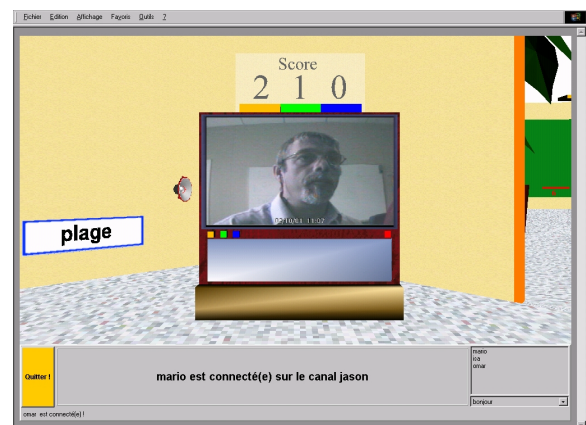 Fichier Edition Affichage Favoris Outils ?
Score
2 1 0
plage
Quitter !
mario est connecté(e) sur le canal jason
mario
omar
bonjour
omar est connecté(e) !